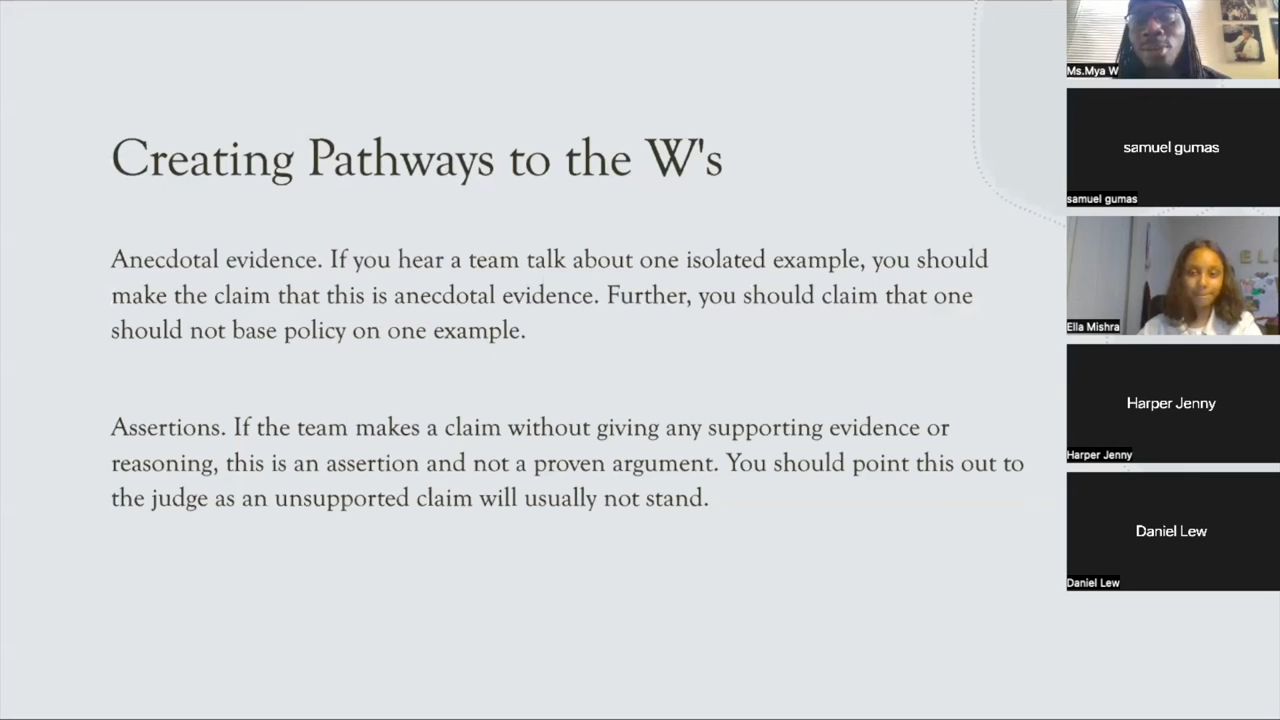 Creating Pathways to the W's
Anecdotal evidence. If you hear a team talk about one isolated example, you should
make the claim that this is anecdotal evidence. Further, you should claim that one
should not base policy on one example.
Assertions. If the team makes a claim without giving any supporting evidence or
reasoning, this is an assertion and not a proven argument. You should point this out to
the judge as an unsupported claim will usually not stand.
Ms.Mya W
samuel gumas
samuel gumas
ELL
Ella Mishra
Harper Jenny
Harper Jenny
Daniel Lew
Daniel Lew